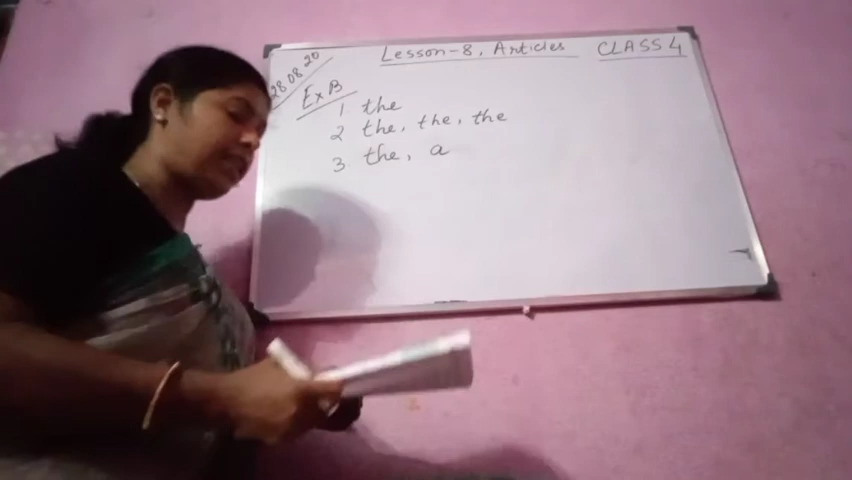 Lesson-8, Articles CLASS 4
28 08 20
Ex B
1 the
2 the, the, the
3. the, a